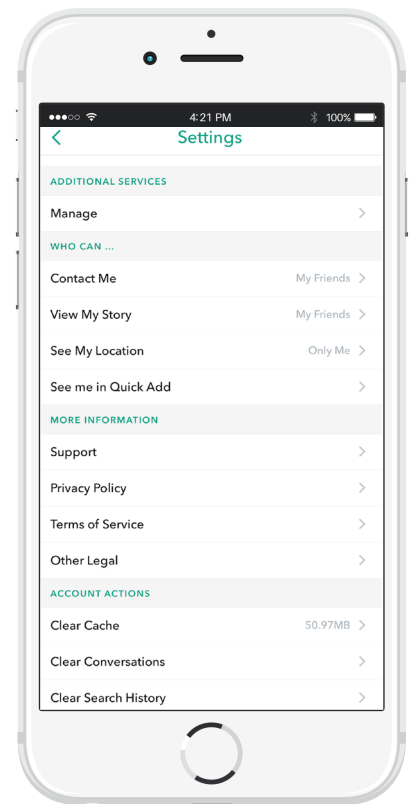 4:21 PM 100%
Settings
ADDITIONAL SERVICES
Manage
WHO CAN ...
Contact Me My Friends
View My Story My Friends
See My Location Only Me
See me in Quick Add
MORE INFORMATION
Support
Privacy Policy
Terms of Service
Other Legal
ACCOUNT ACTIONS
Clear Cache 50.97MB
Clear Conversations
Clear Search History